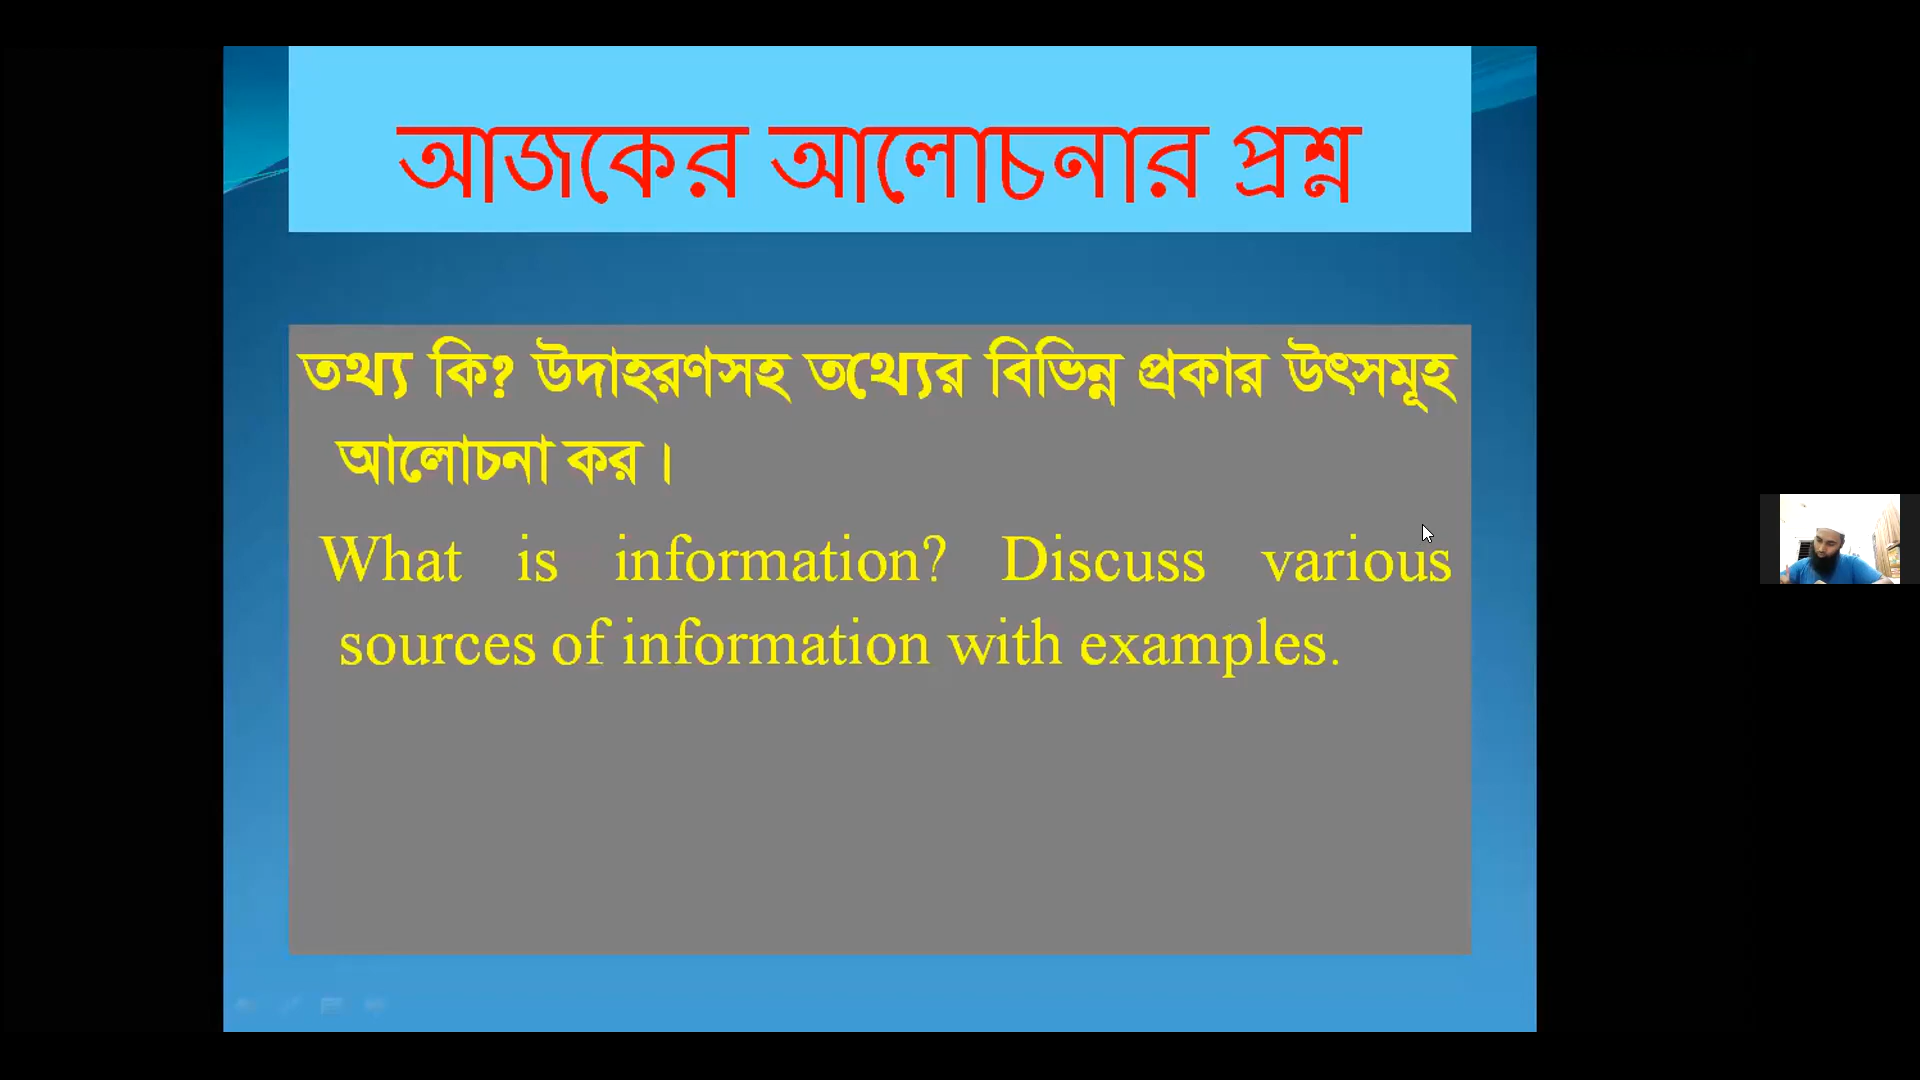 আজকের আলোচনার প্রশ্ন
তথ্য কি? উদাহরণসহ তথ্যের বিভিন্ন প্রকার উৎসমূহ
আলোচনা কর।
What is information? Discuss various
sources of information with examples.